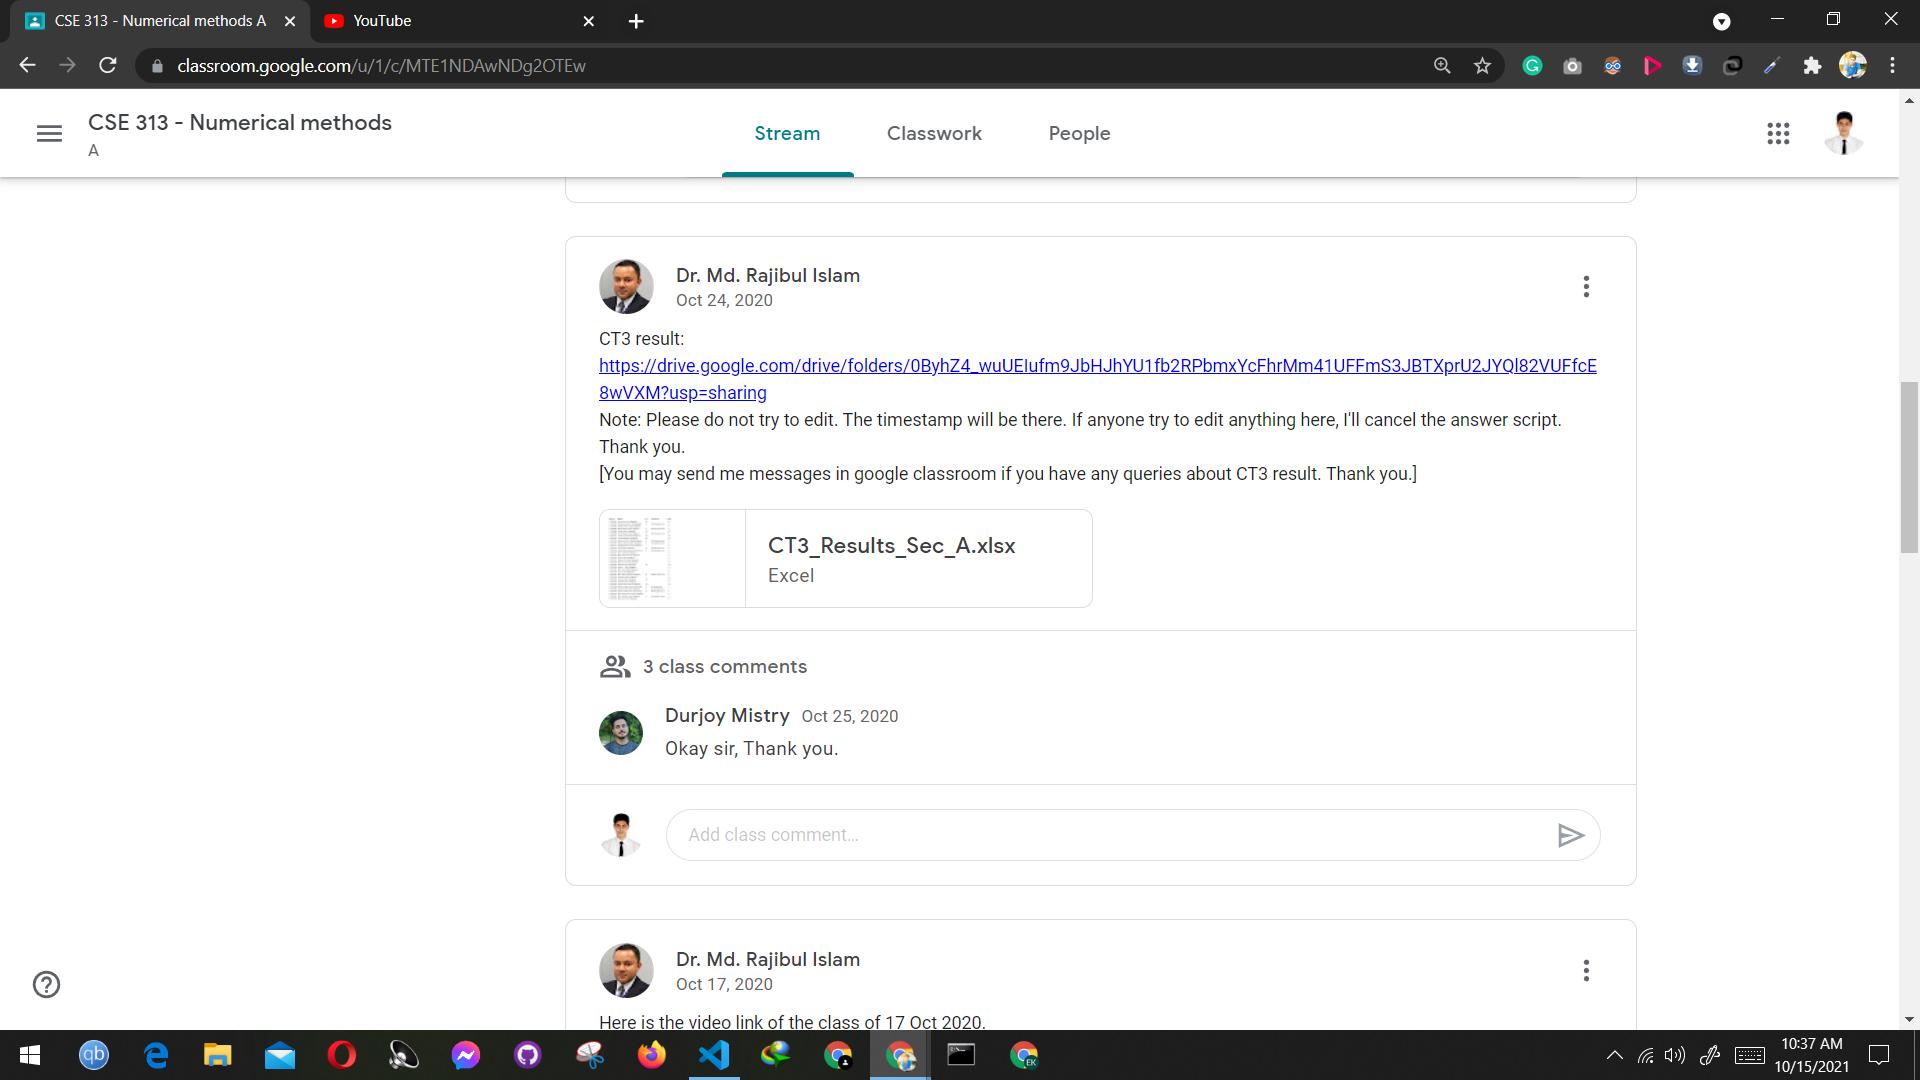 CSE 313 - Numerical methods A
YouTube
classroom.google.com/u/1/c/MTE1NDAwNDg2OTEw
CSE 313 - Numerical methods
A
Stream
Classwork
People
Dr. Md. Rajibul Islam
Oct 24, 2020
CT3 result:
https://drive.google.com/drive/folders/0ByhZ4_wuUEIufm9JbHJhYU1fb2RPbmxYcFhrMm41UFFmS3JBTXprU2JYQl82VUFfcE
8wVXM?usp=sharing
Note: Please do not try to edit. The timestamp will be there. If anyone try to edit anything here, I'll cancel the answer script.
Thank you.
[You may send me messages in google classroom if you have any queries about CT3 result. Thank you.]
CT3_Results_Sec_A.xlsx
Excel
3 class comments
Durjoy Mistry Oct 25, 2020
Okay sir, Thank you.
Add class comment...
Dr. Md. Rajibul Islam
Oct 17, 2020
Here is the video link of the class of 17 Oct 2020.
qb
EK
10:37 AM
10/15/2021